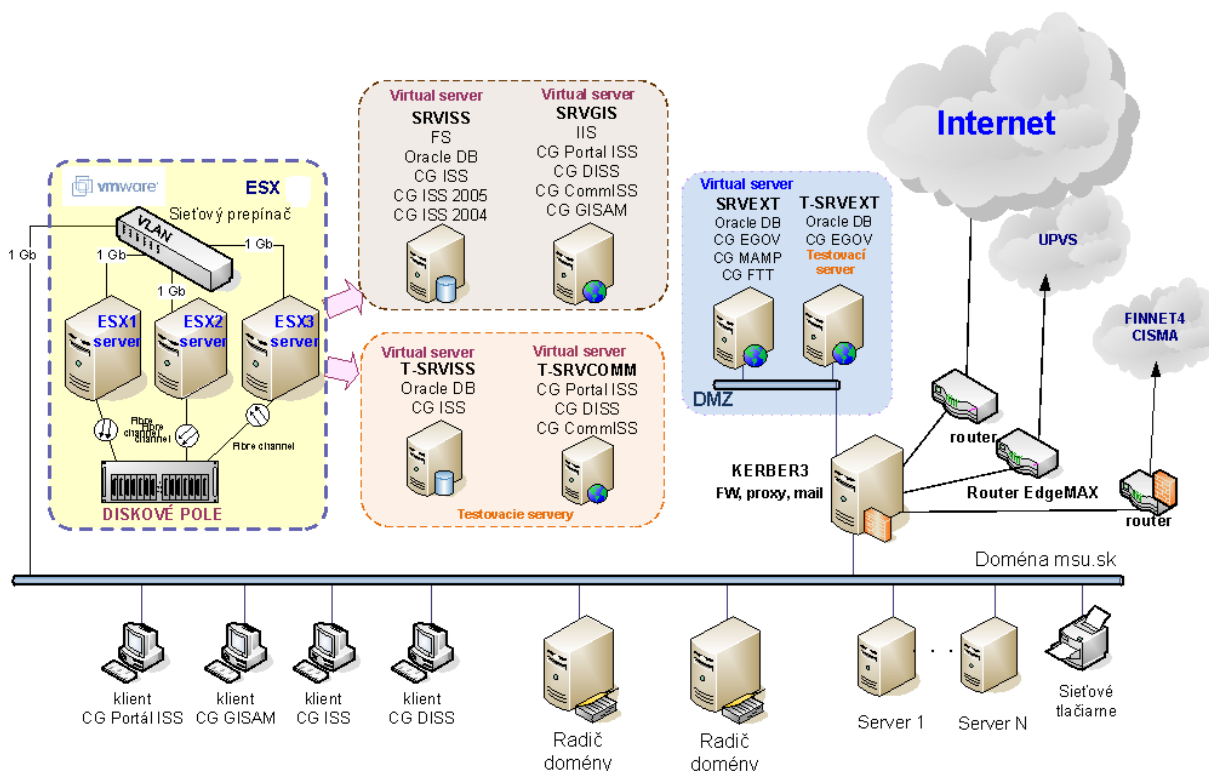 vmware
ESX
Sieťový prepínač
VLAN
1 Gb
1 Gb
1 Gb
1 Gb
ESX1
server
ESX2
server
ESX3
server
Fibre
channel
Fibre
channel
Fibre channel
DISKOVÉ POLE
Virtual server
SRVISS
FS
Oracle DB
CG ISS
CG ISS 2005
CG ISS 2004
Virtual server
SRVGIS
IIS
CG Portal ISS
CG DISS
CG CommISS
CG GISAM
Virtual server
T-SRVISS
Oracle DB
CG ISS
Virtual server
T-SRVCOMM
CG Portal ISS
CG DISS
CG CommISS
Testovacie servery
Virtual server
SRVEXT
Oracle DB
CG EGOV
CG MAMP
CG FTT
T-SRVEXT
Oracle DB
CG EGOV
Testovací
server
DMZ
Internet
UPVS
FINNET4
CISMA
router
Router EdgeMAX
router
KERBER3
FW, proxy, mail
Doména msu.sk
klient
CG Portál ISS
klient
CG GISAM
klient
CG ISS
klient
CG DISS
Radič
domény
Radič
domény
Server 1
. . .
Server N
Sieťové
tlačiarne